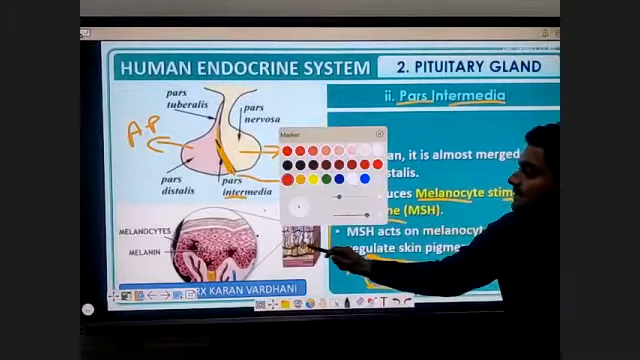 HUMAN ENDOCRINE SYSTEM
2. PITUITARY GLAND
pars
tuberalis
pars
nervosa
A.P
pars
distalis
pars
intermedia
Marker
ii. Pars Intermedia
an, it is almost merged
stalis.
uces Melanocyte stim
ne (MSH).
• MSH acts on melanocyt
egulate skin pigme
MELANOCYTES
MELANIN
RX KARAN VARDHANI